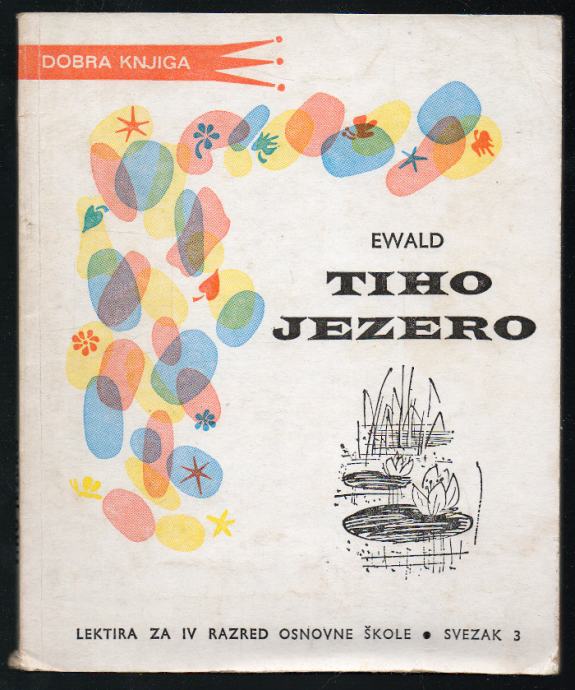 DOBRA KNJIGA
EWALD
TIHO
JEZERO
LEKTIRA ZA IV RAZRED OSNOVNE ŠKOLE • SVEZAK 3